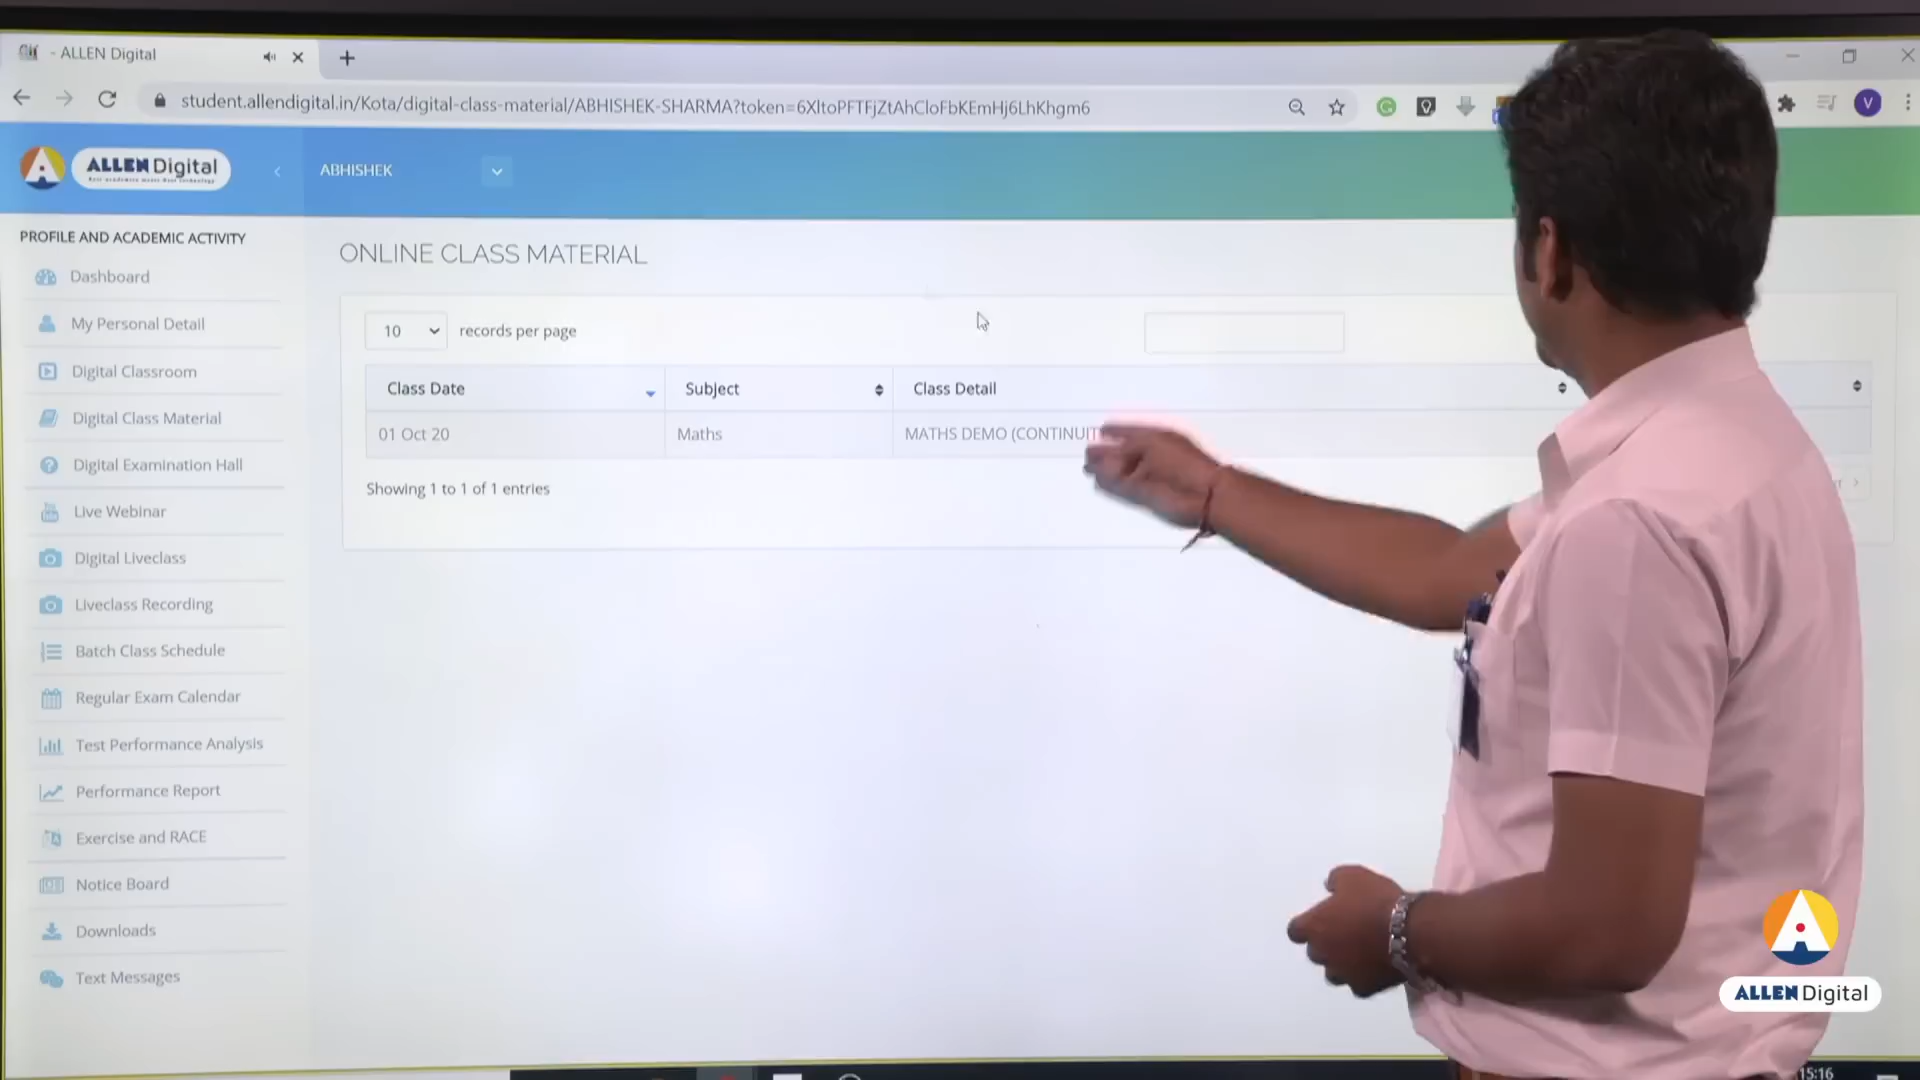 - ALLEN Digital
student.allendigital.in/Kota/digital-class-material/ABHISHEK-SHARMA?token=6XltoPFTFjZtAhCloFbKEmHj6LhKhgm6
V
ALLEN Digital
ABHISHEK
PROFILE AND ACADEMIC ACTIVITY
Dashboard
My Personal Detail
Digital Classroom
Digital Class Material
Digital Examination Hall
Live Webinar
Digital Liveclass
Liveclass Recording
Batch Class Schedule
Regular Exam Calendar
Test Performance Analysis
Performance Report
Exercise and RACE
Notice Board
Downloads
Text Messages
ONLINE CLASS MATERIAL
10 records per page
Class Date Subject Class Detail
01 Oct 20 Maths MATHS DEMO
Showing 1 to 1 of 1 entries
ALLEN Digital
15:16